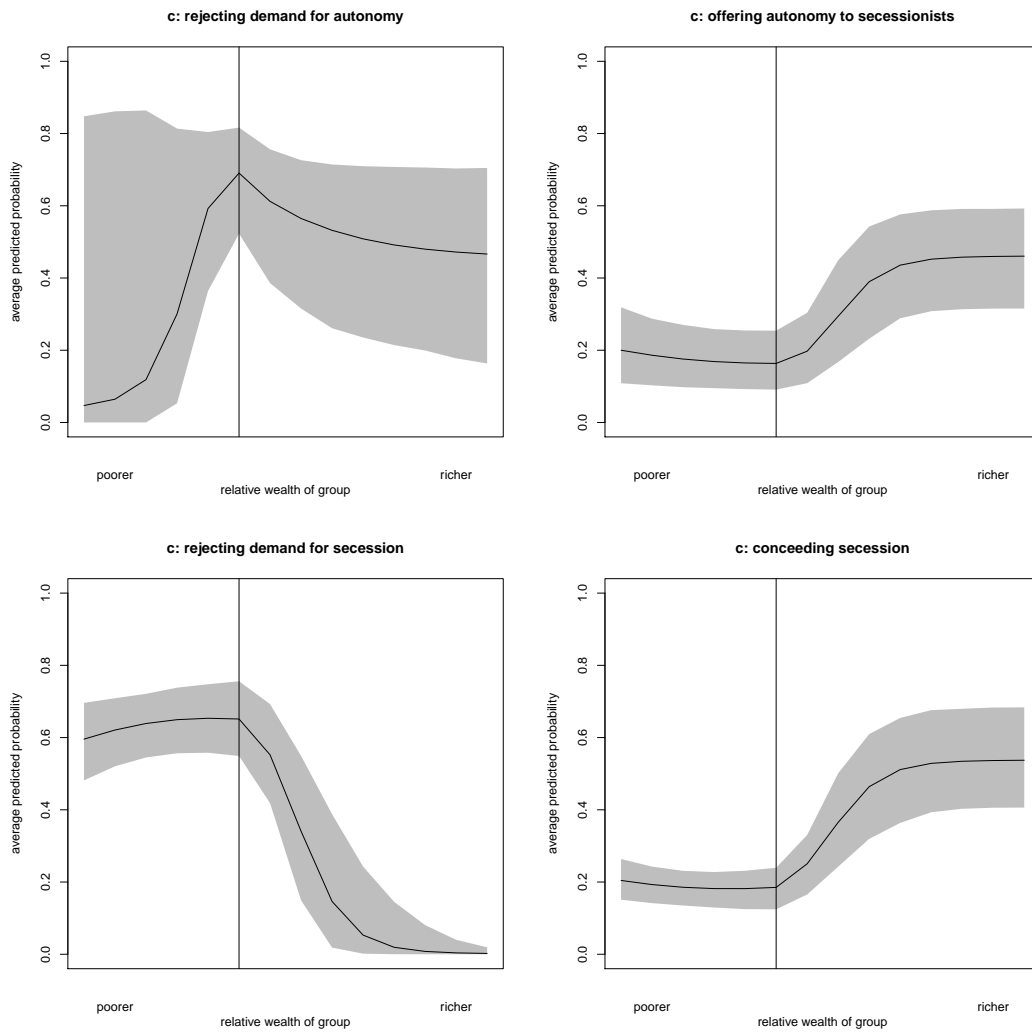 c: rejecting demand for autonomy
average predicted probability
0.0 0.2 0.4 0.6 0.8 1.0
poorer richer
relative wealth of group
c: offering autonomy to secessionists
average predicted probability
0.0 0.2 0.4 0.6 0.8 1.0
poorer richer
relative wealth of group
c: rejecting demand for secession
average predicted probability
0.0 0.2 0.4 0.6 0.8 1.0
poorer richer
relative wealth of group
c: conceeding secession
average predicted probability
0.0 0.2 0.4 0.6 0.8 1.0
poorer richer
relative wealth of group